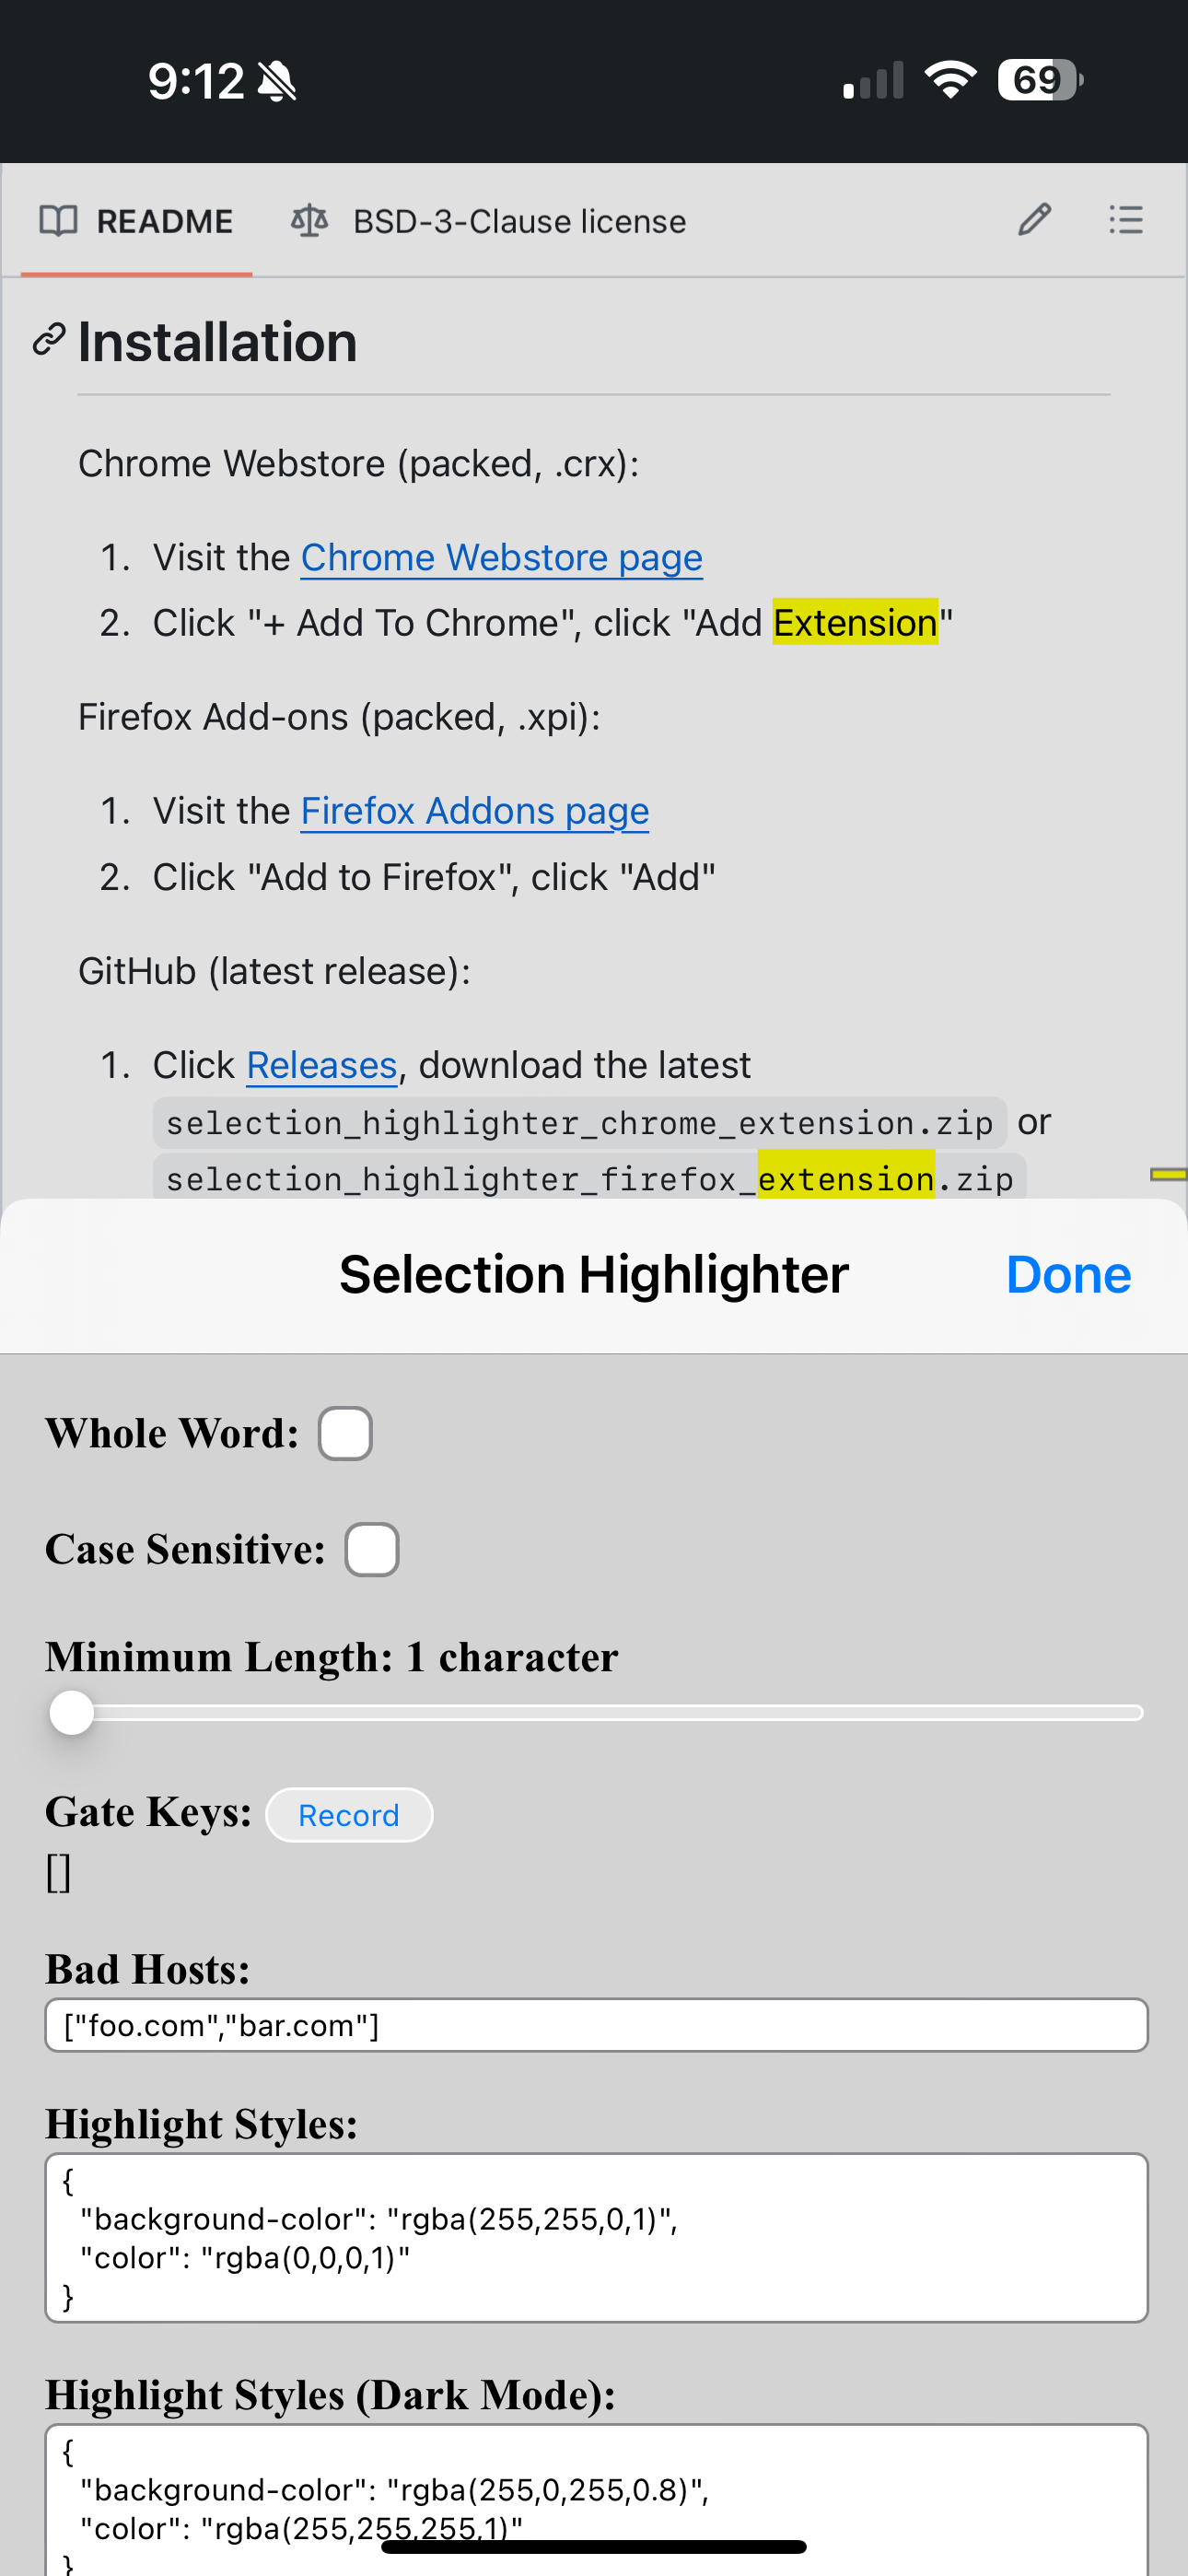 9:12
69
README
BSD-3-Clause license
Installation
Chrome Webstore (packed, .crx):
1. Visit the Chrome Webstore page
2. Click "+ Add To Chrome", click "Add Extension"
Firefox Add-ons (packed, .xpi):
1. Visit the Firefox Addons page
2. Click "Add to Firefox", click "Add"
GitHub (latest release):
1. Click Releases, download the latest
selection_highlighter_chrome_extension.zip or
selection_highlighter_firefox_extension.zip
Selection Highlighter
Done
Whole Word:
Case Sensitive:
Minimum Length: 1 character
Gate Keys: Record
[]
Bad Hosts:
["foo.com","bar.com"]
Highlight Styles:
{
"background-color": "rgba(255,255,0,1)",
"color": "rgba(0,0,0,1)"
}
Highlight Styles (Dark Mode):
{
"background-color": "rgba(255,0,255,0.8)",
"color": "rgba(255,255,255,1)"
}